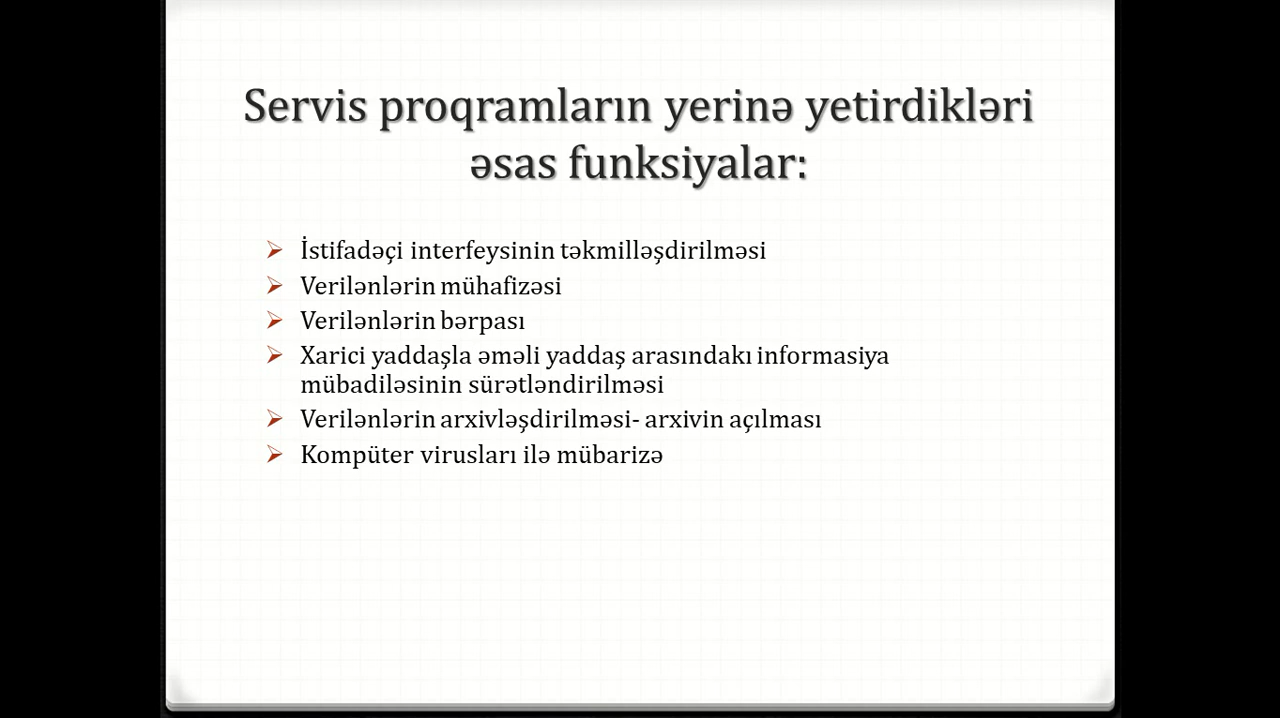 Servis proqramların yerinə yetirdikləri
əsas funksiyalar:
İstifadəçi interfeysinin təkmilləşdirilməsi
Verilənlərin mühafizəsi
Verilənlərin bərpası
Xarici yaddaşla əməli yaddaş arasındakı informasiya
mübadiləsinin sürətləndirilməsi
Verilənlərin arxivləşdirilməsi- arxivin açılması
Kompüter virusları ilə mübarizə